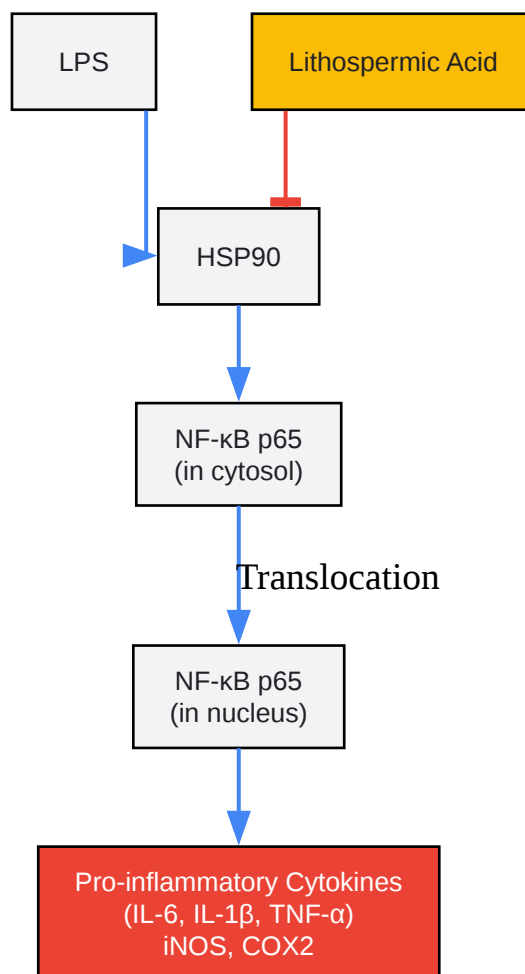 LPS
Lithospermic Acid
HSP90
NF-κB p65
(in cytosol)
Translocation
NF-κB p65
(in nucleus)
Pro-inflammatory Cytokines
(IL-6, IL-1β, TNF-α)
iNOS, COX2